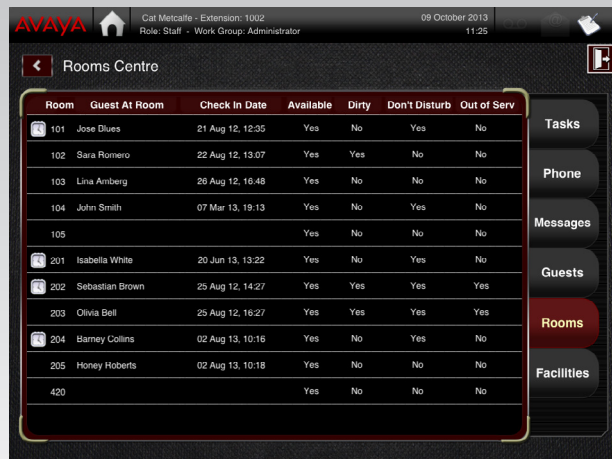 AVAYA
Cat Metcalfe - Extension: 1002
Role: Staff - Work Group: Administrator
09 October 2013
11:25
Rooms Centre
Room Guest At Room Check In Date Available Dirty Don't Disturb Out of Serv
101 Jose Blues 21 Aug 12, 12:35 Yes No Yes No
102 Sara Romero 22 Aug 12, 13:07 Yes Yes No No
103 Lina Amberg 26 Aug 12, 16:48 Yes No No No
104 John Smith 07 Mar 13, 19:13 Yes No Yes No
105 Yes No No No
201 Isabella White 20 Jun 13, 13:22 Yes No Yes No
202 Sebastian Brown 25 Aug 12, 14:27 Yes Yes Yes Yes
203 Olivia Bell 25 Aug 12, 16:27 Yes Yes Yes Yes
204 Barney Collins 02 Aug 13, 10:16 Yes No Yes No
205 Honey Roberts 02 Aug 13, 10:18 Yes No No No
420 Yes No No No
Tasks
Phone
Messages
Guests
Rooms
Facilities